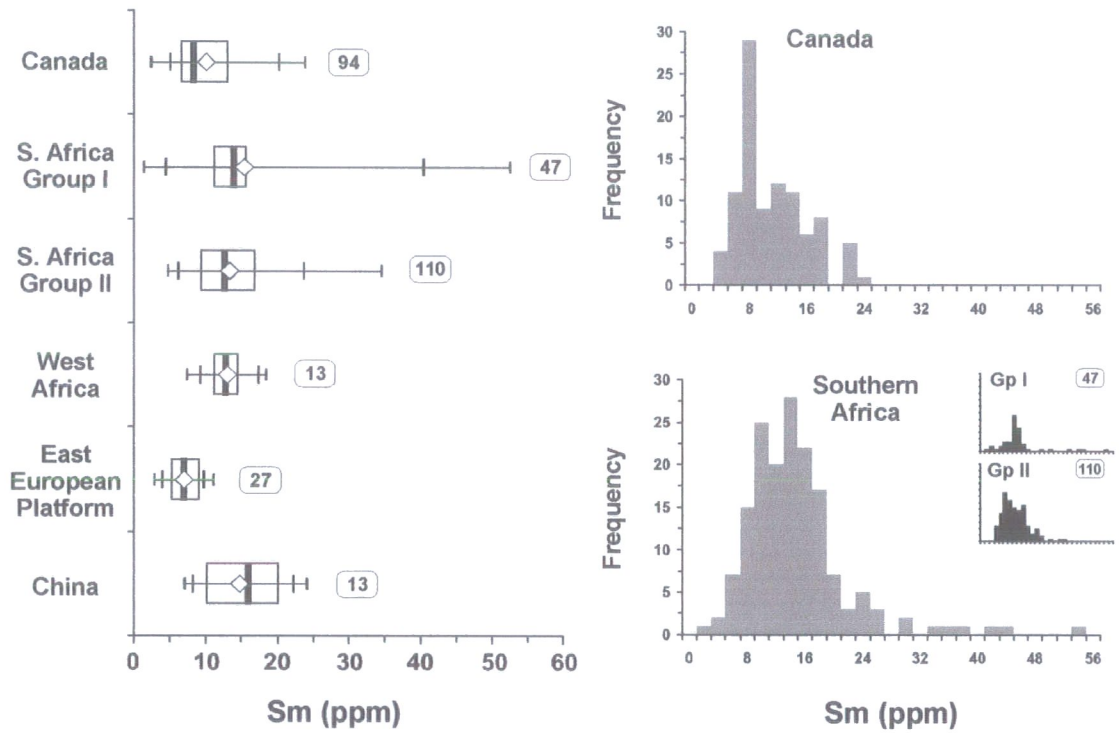 Canada
94
S. Africa
Group I
47
S. Africa
Group II
110
West
Africa
13
East
European
Platform
27
China
13
0 10 20 30 40 50 60
Sm (ppm)
Canada
Frequency
30
25
20
15
10
5
0
0 8 16 24 32 40 48 56
Southern
Africa
Frequency
30
25
20
15
10
5
0
0 8 16 24 32 40 48 56
Sm (ppm)
Gp I 47
Gp II 110